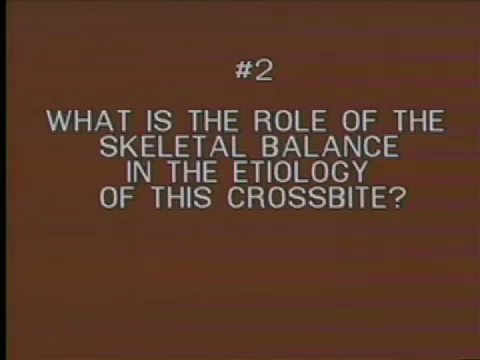 #2
WHAT IS THE ROLE OF THE
SKELETAL BALANCE
IN THE ETIOLOGY
OF THIS CROSSBITE?